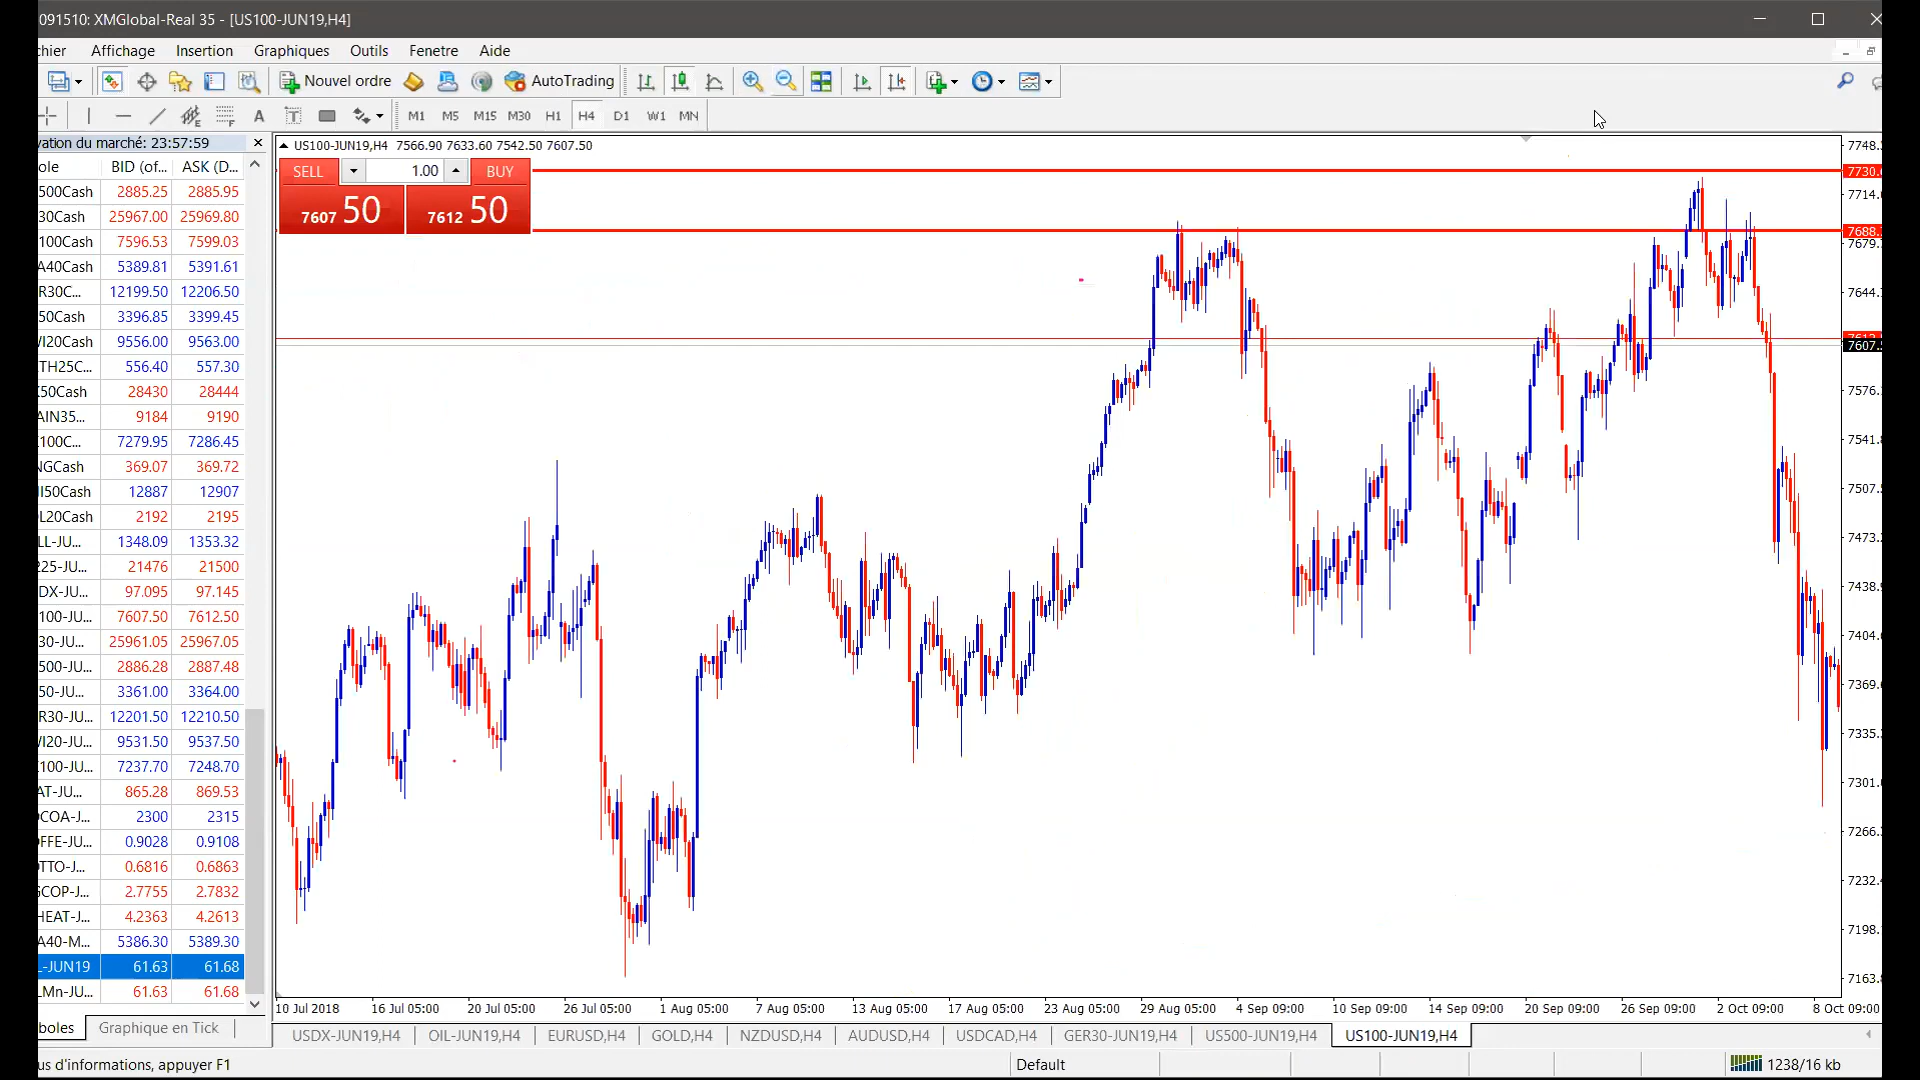 091510: XMGlobal-Real 35 - [US100-JUN19,H4]
chier Affichage Insertion Graphiques Outils Fenetre Aide
Nouvel ordre AutoTrading
A T M1 M5 M15 M30 H1 H4 D1 W1 MN
vation du marché: 23:57:59
ole BID (of... ASK (D...
500Cash 2885.25 2885.95
30Cash 25967.00 25969.80
100Cash 7596.53 7599.03
A40Cash 5389.81 5391.61
R30C... 12199.50 12206.50
50Cash 3396.85 3399.45
VI20Cash 9556.00 9563.00
TH25C... 556.40 557.30
X50Cash 28430 28444
AIN35... 9184 9190
100C... 7279.95 7286.45
NGCash 369.07 369.72
HI50Cash 12887 12907
OL20Cash 2192 2195
LL-JU... 1348.09 1353.32
225-JU... 21476 21500
DX-JU... 97.095 97.145
100-JU... 7607.50 7612.50
30-JU... 25961.05 25967.05
500-JU... 2886.28 2887.48
50-JU... 3361.00 3364.00
R30-JU... 12201.50 12210.50
VI20-JU... 9531.50 9537.50
100-JU... 7237.70 7248.70
AT-JU... 865.28 869.53
OCOA-J... 2300 2315
OFFE-JU... 0.9028 0.9108
OTTO-J... 0.6816 0.6863
GCOP-J... 2.7755 2.7832
HEAT-J... 4.2363 4.2613
A40-M... 5386.30 5389.30
L-JUN19 61.63 61.68
LMn-JU... 61.63 61.68
boles Graphique en Tick
US100-JUN19,H4 7566.90 7633.60 7542.50 7607.50
SELL 1.00 BUY
7607 50 7612 50
7748.
7730.
7714.
7688.
7679.
7644.
7612.
7607.
7576.
7541.
7507.
7473.
7438.
7404.
7369.
7335.
7301.
7266.
7232.
7198.
7163.
10 Jul 2018 16 Jul 05:00 20 Jul 05:00 26 Jul 05:00 1 Aug 05:00 7 Aug 05:00 13 Aug 05:00 17 Aug 05:00 23 Aug 05:00 29 Aug 05:00 4 Sep 09:00 10 Sep 09:00 14 Sep 09:00 20 Sep 09:00 26 Sep 09:00 2 Oct 09:00 8 Oct 09:00
USDX-JUN19,H4 OIL-JUN19,H4 EURUSD,H4 GOLD,H4 NZDUSD,H4 AUDUSD,H4 USDCAD,H4 GER30-JUN19,H4 US500-JUN19,H4 US100-JUN19,H4
us d'informations, appuyer F1 Default 1238/16 kb